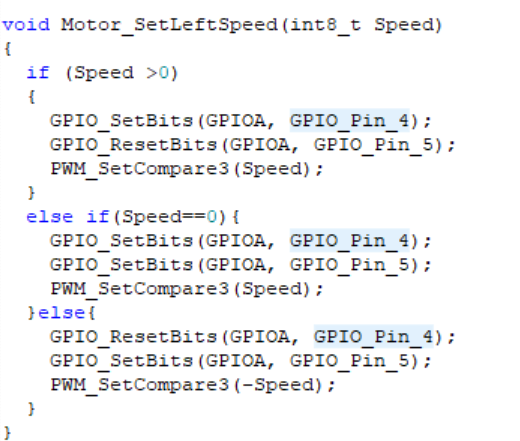 void Motor_SetLeftSpeed(int8_t Speed)
{
  if (Speed >0)
  {
    GPIO_SetBits(GPIOA, GPIO_Pin_4);
    GPIO_ResetBits(GPIOA, GPIO_Pin_5);
    PWM_SetCompare3(Speed);
  }
  else if(Speed==0){
    GPIO_SetBits(GPIOA, GPIO_Pin_4);
    GPIO_SetBits(GPIOA, GPIO_Pin_5);
    PWM_SetCompare3(Speed);
  }else{
    GPIO_ResetBits(GPIOA, GPIO_Pin_4);
    GPIO_SetBits(GPIOA, GPIO_Pin_5);
    PWM_SetCompare3(-Speed);
  }
}